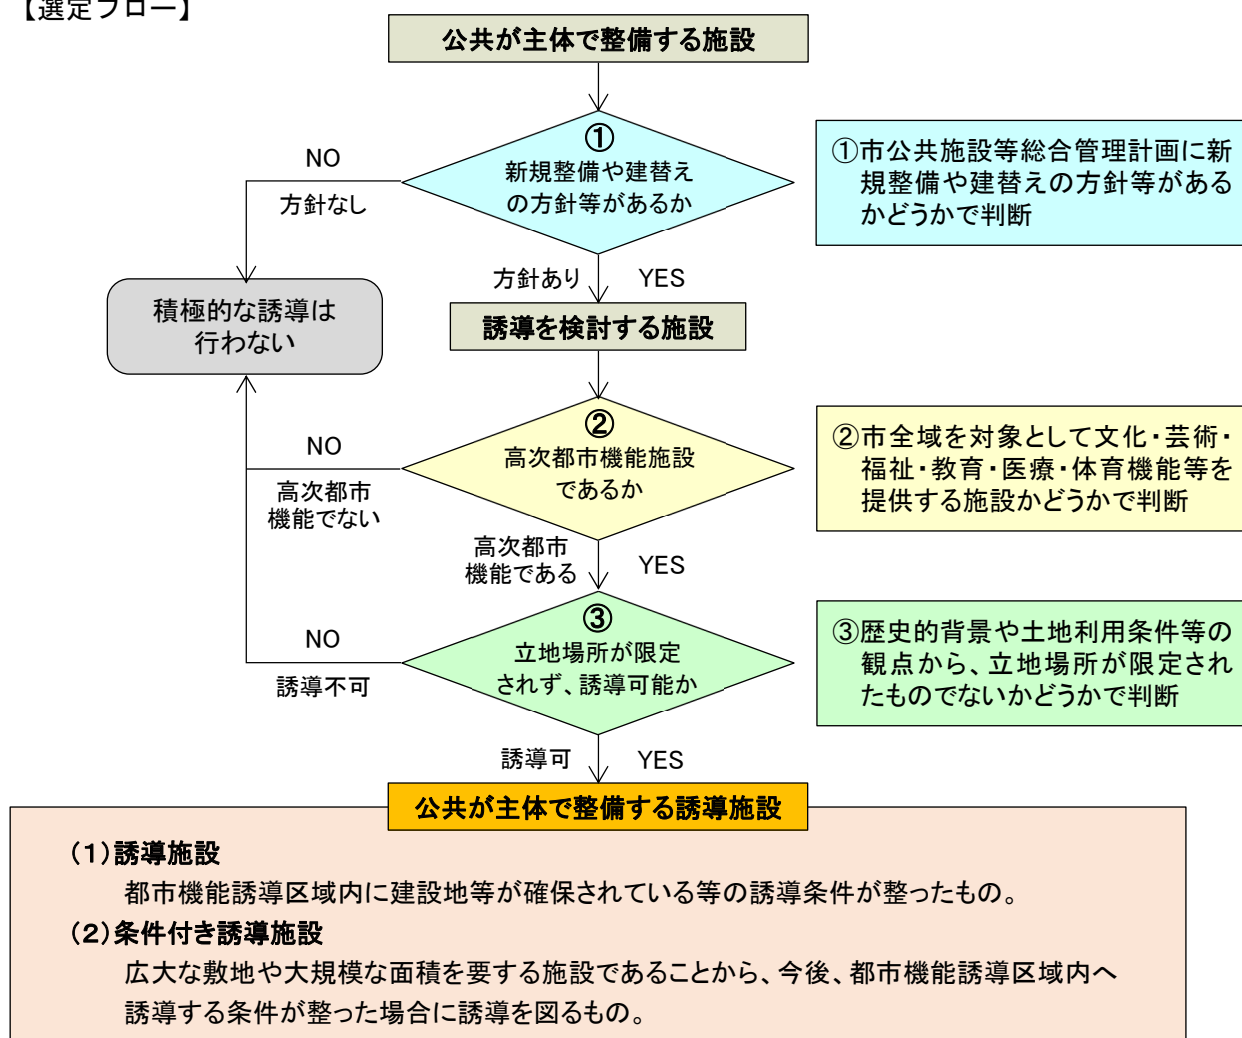 【選定フロー】
公共が主体で整備する施設
①
新規整備や建替え
の方針等があるか
NO
方針なし
①市公共施設等総合管理計画に新
規整備や建替えの方針等がある
かどうかで判断
方針あり YES
積極的な誘導は
行わない
誘導を検討する施設
②
高次都市機能施設
であるか
NO
高次都市
機能でない
②市全域を対象として文化・芸術・
福祉・教育・医療・体育機能等を
提供する施設かどうかで判断
高次都市
機能である
YES
③
立地場所が限定
されず、誘導可能か
NO
誘導不可
③歴史的背景や土地利用条件等の
観点から、立地場所が限定され
たものでないかどうかで判断
誘導可 YES
公共が主体で整備する誘導施設
(1)誘導施設
都市機能誘導区域内に建設地等が確保されている等の誘導条件が整ったもの。
(2)条件付き誘導施設
広大な敷地や大規模な面積を要する施設であることから、今後、都市機能誘導区域内へ
誘導する条件が整った場合に誘導を図るもの。